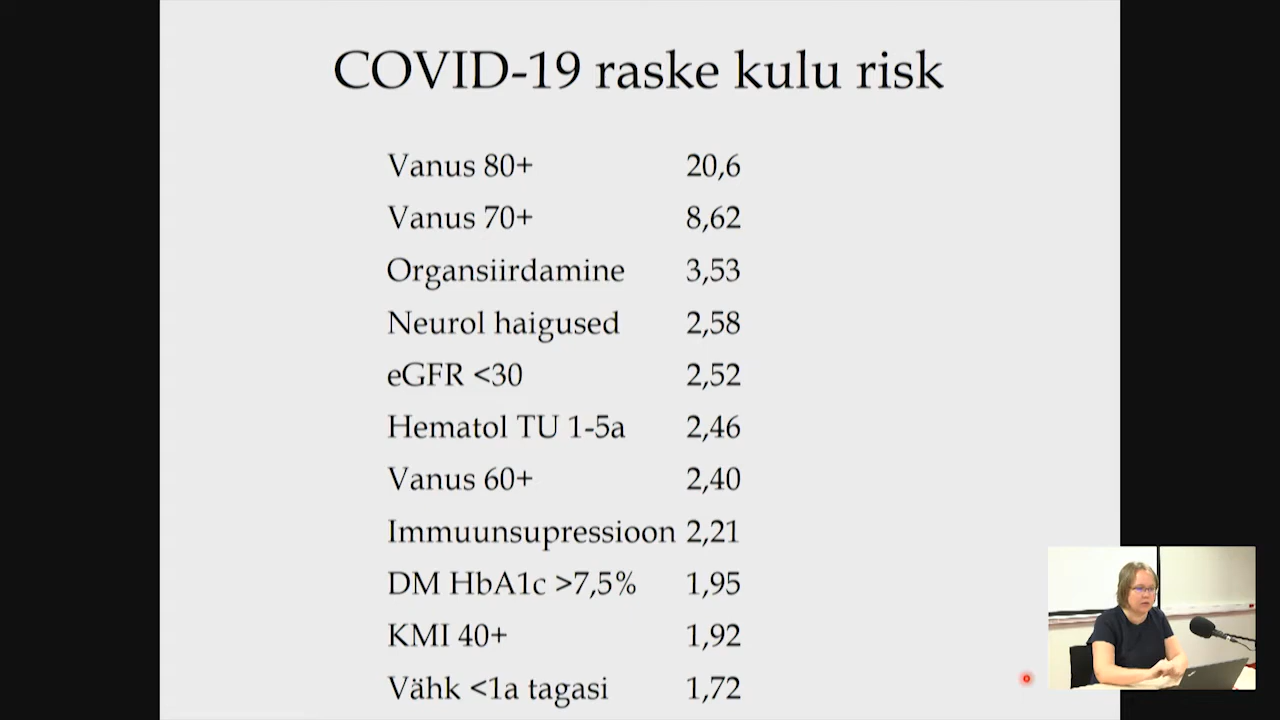 COVID-19 raske kulu risk
Vanus 80+ 20,6
Vanus 70+ 8,62
Organsiirdamine 3,53
Neurol haigused 2,58
eGFR <30 2,52
Hematol TU 1-5a 2,46
Vanus 60+ 2,40
Immuunsupressioon 2,21
DM HbA1c >7,5% 1,95
KMI 40+ 1,92
Vähk <1a tagasi 1,72